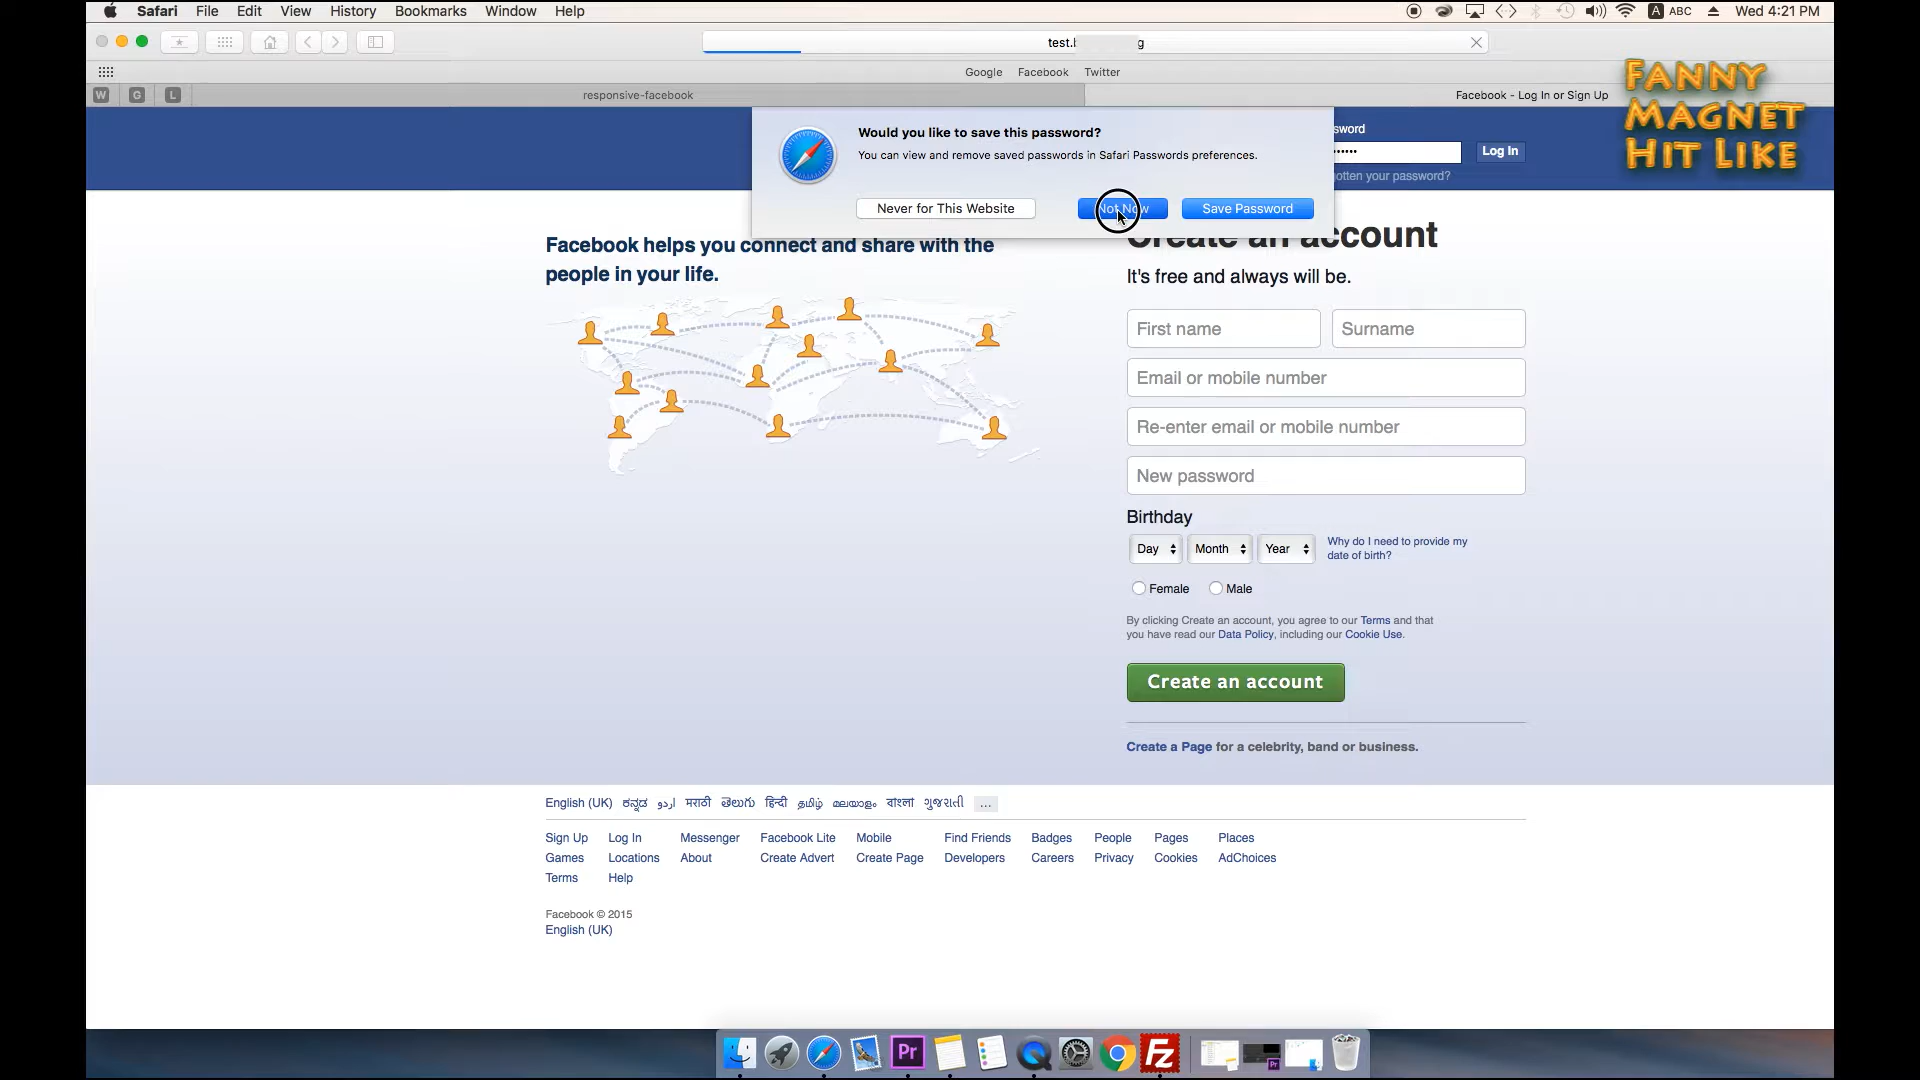 Safari File Edit View History Bookmarks Window Help
A ABC Wed 4:21 PM
test.
g
Google Facebook Twitter
W G L responsive-facebook Facebook - Log In or Sign Up
FANNY
MAGNET
HIT LIKE
Would you like to save this password?
You can view and remove saved passwords in Safari Passwords preferences.
Never for This Website Not Now Save Password
sword
Log In
otten your password?
Facebook helps you connect and share with the
people in your life.
Create an account
It's free and always will be.
First name Surname
Email or mobile number
Re-enter email or mobile number
New password
Birthday
Day Month Year
Why do I need to provide my
date of birth?
Female Male
By clicking Create an account, you agree to our Terms and that
you have read our Data Policy, including our Cookie Use.
Create an account
Create a Page for a celebrity, band or business.
English (UK) ಕನ್ನಡ اردو मराठी తెలుగు हिन्दी தமிழ் മലയാളം বাংলা ગુજરાતી ...
Sign Up Log In Messenger Facebook Lite Mobile Find Friends Badges People Pages Places
Games Locations About Create Advert Create Page Developers Careers Privacy Cookies AdChoices
Terms Help
Facebook © 2015
English (UK)
Pr
Fz